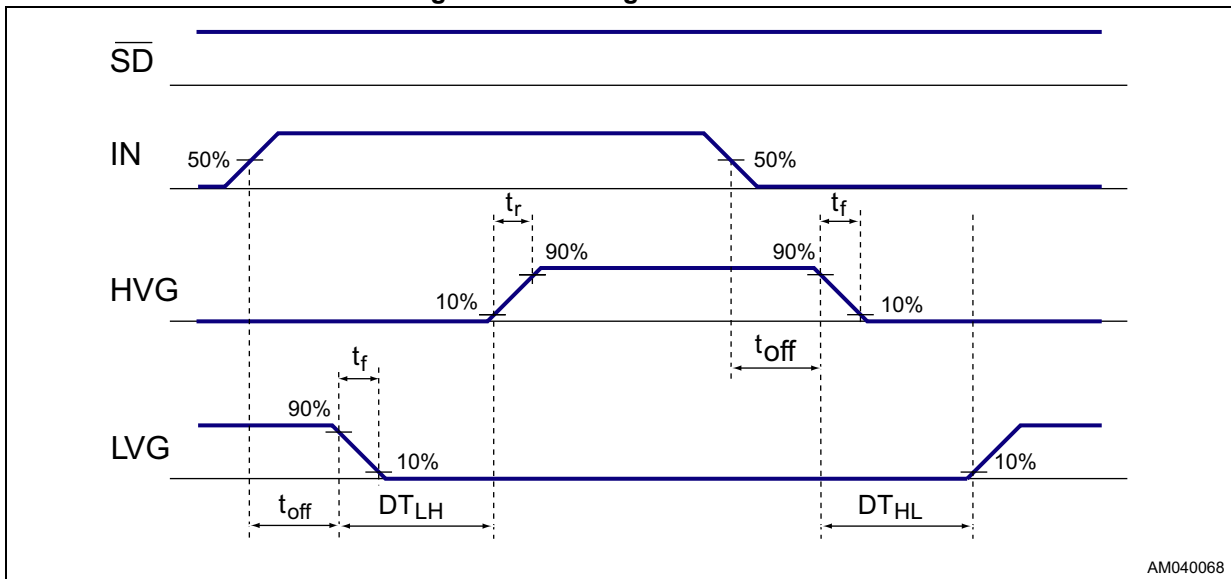 SD
IN
50%
50%
tr
tf
90%
90%
HVG
10%
10%
tf
toff
90%
LVG
10%
10%
toff
DTLH
DTHL
AM040068